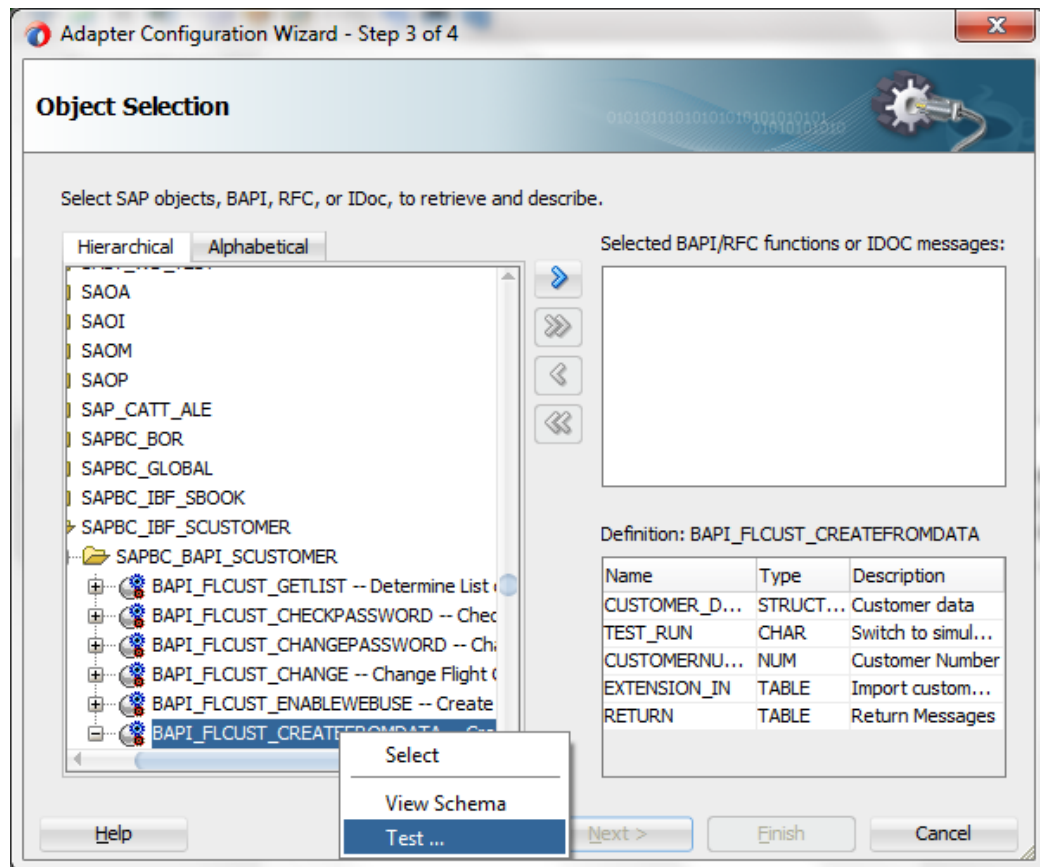 Adapter Configuration Wizard - Step 3 of 4
Object Selection
Select SAP objects, BAPI, RFC, or IDoc, to retrieve and describe.
Hierarchical Alphabetical
SAOA
SAOI
SAOM
SAOP
SAP_CATT_ALE
SAPBC_BOR
SAPBC_GLOBAL
SAPBC_IBF_SBOOK
SAPBC_IBF_SCUSTOMER
SAPBC_BAPI_SCUSTOMER
BAPI_FLCUST_GETLIST -- Determine List
BAPI_FLCUST_CHECKPASSWORD -- Chec
BAPI_FLCUST_CHANGEPASSWORD -- Cha
BAPI_FLCUST_CHANGE -- Change Flight
BAPI_FLCUST_ENABLEWEBUSE -- Create
BAPI_FLCUST_CREATEFROMDATA -- Cre
Select
View Schema
Test ...
Selected BAPI/RFC functions or IDOC messages:
Definition: BAPI_FLCUST_CREATEFROMDATA
Name Type Description
CUSTOMER_D... STRUCT... Customer data
TEST_RUN CHAR Switch to simul...
CUSTOMERNU... NUM Customer Number
EXTENSION_IN TABLE Import custom...
RETURN TABLE Return Messages
Help Next > Finish Cancel